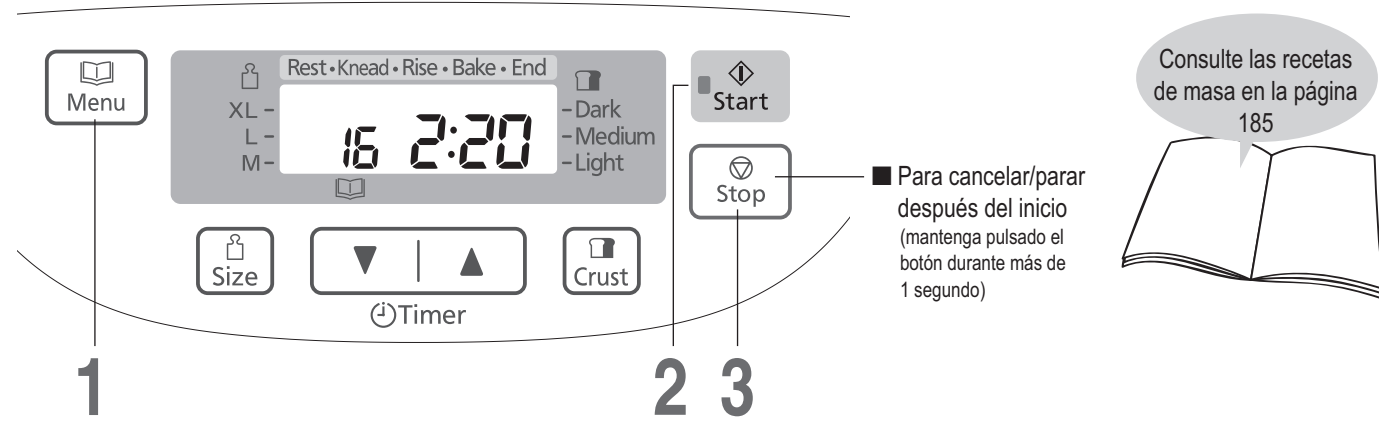 Menu
Rest•Knead•Rise•Bake•End
XL
L
M
16 2:20
Dark
Medium
Light
Start
Stop
Size
Timer
Crust
1
2
3
■ Para cancelar/parar
después del inicio
(mantenga pulsado el
botón durante más de
1 segundo)
Consulte las recetas
de masa en la página
185